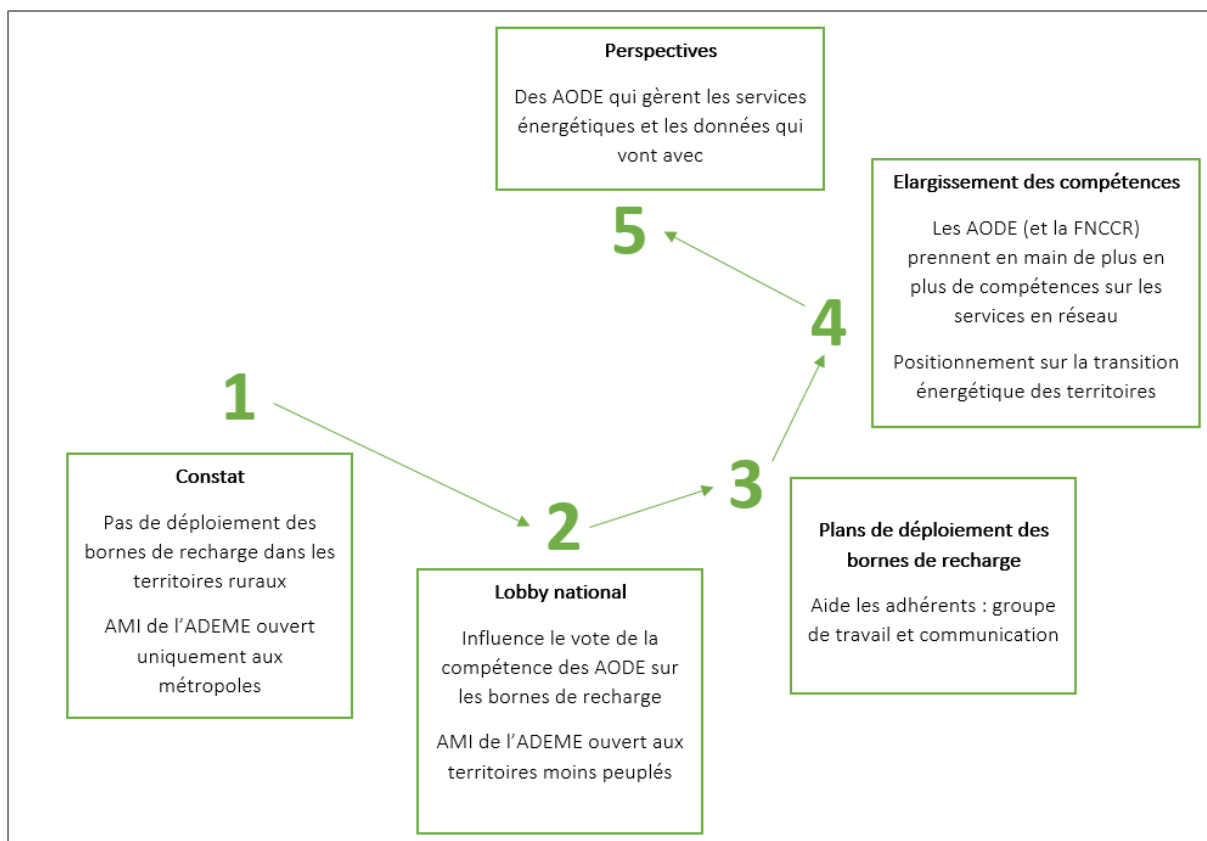 1
Constat
Pas de déploiement des
bornes de recharge dans les
territoires ruraux
AMI de l'ADEME ouvert
uniquement aux
métropoles
2
Lobby national
Influence le vote de la
compétence des AODE sur
les bornes de recharge
AMI de l'ADEME ouvert aux
territoires moins peuplés
3
Plans de déploiement des
bornes de recharge
Aide les adhérents : groupe
de travail et communication
4
Elargissement des compétences
Les AODE (et la FNCCR)
prennent en main de plus en
plus de compétences sur les
services en réseau
Positionnement sur la transition
énergétique des territoires
5
Perspectives
Des AODE qui gèrent les services
énergétiques et les données qui
vont avec